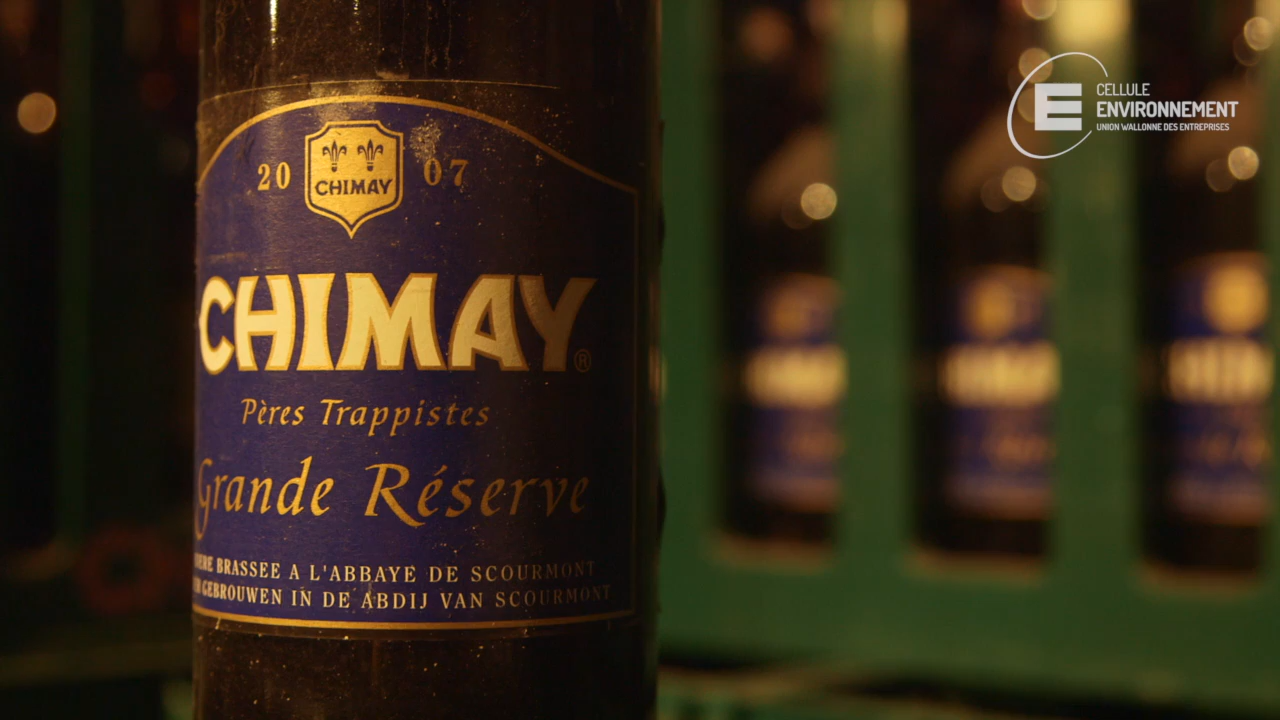 20 07
CHIMAY
CHIMAY®
Pères Trappistes
Grande Réserve
BRASSEE A L'ABBAYE DE SCOURMONT
GEBROUWEN IN DE ABDIJ VAN SCOURMONT
CELLULE
ENVIRONNEMENT
UNION WALLONNE DES ENTREPRISES